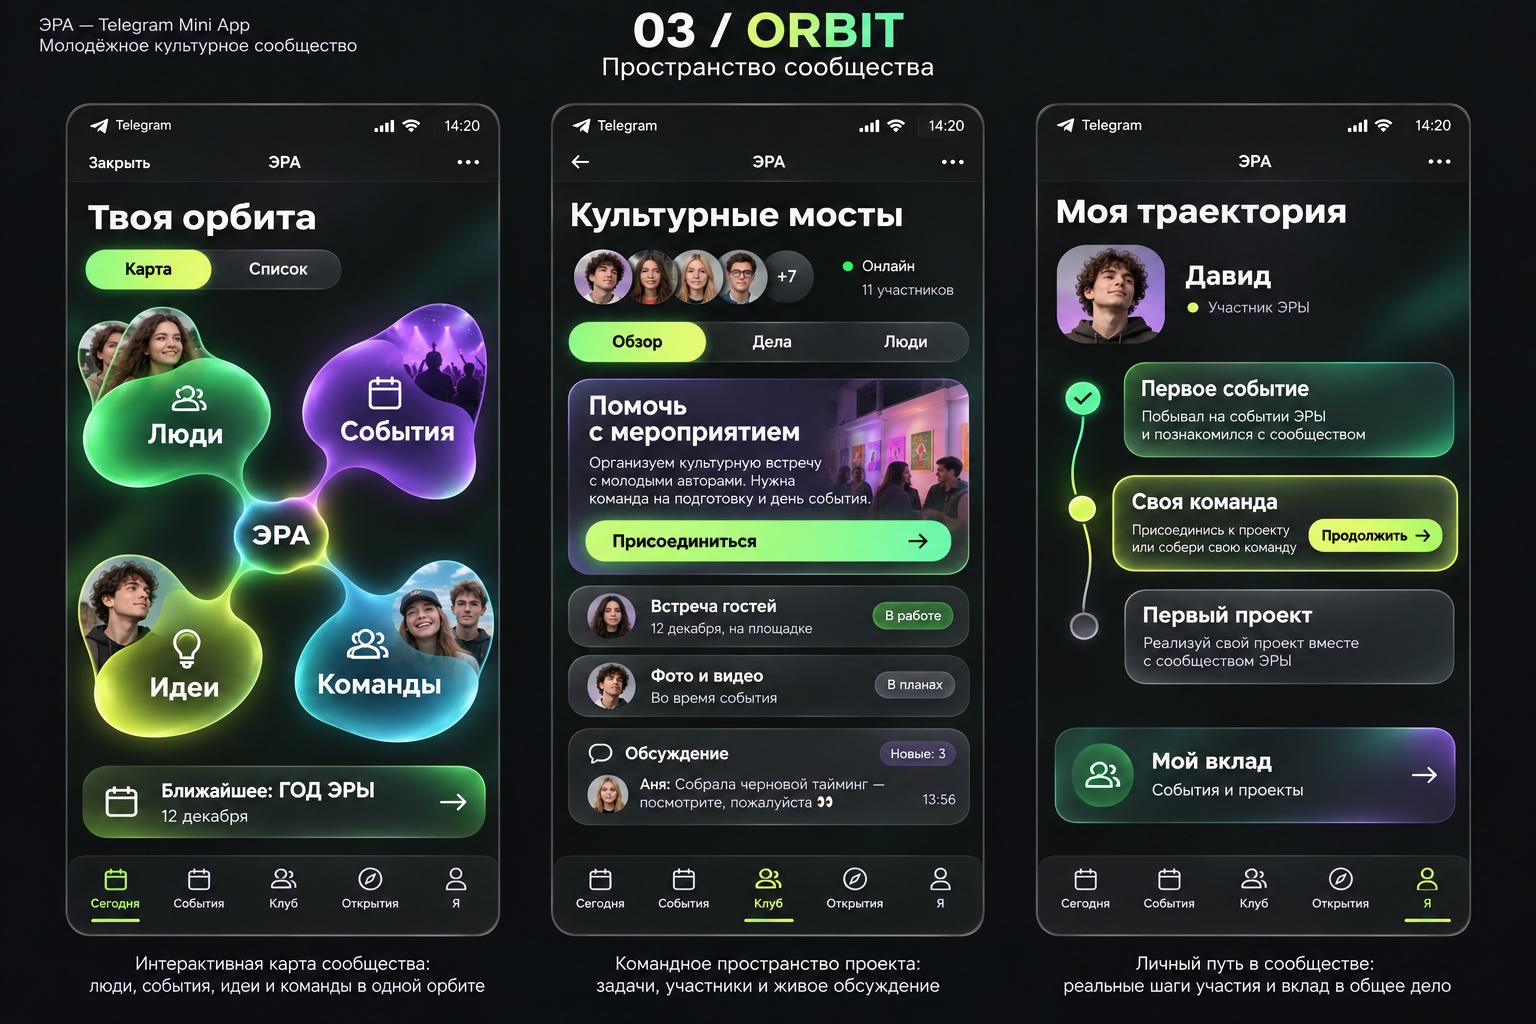 ЭРА — Telegram Mini App
Молодёжное культурное сообщество
03 / ORBIT
Пространство сообщества
Telegram
14:20
Закрыть
ЭРА
Твоя орбита
Карта
Список
Люди
События
ЭРА
Идеи
Команды
Ближайшее: ГОД ЭРЫ
12 декабря
Сегодня
События
Клуб
Открытия
Я
Интерактивная карта сообщества:
люди, события, идеи и команды в одной орбите
Telegram
14:20
ЭРА
Культурные мосты
+7
Онлайн
11 участников
Обзор
Дела
Люди
Помочь
с мероприятием
Организуем культурную встречу
с молодыми авторами. Нужна
команда на подготовку и день события.
Присоединиться
Встреча гостей
12 декабря, на площадке
В работе
Фото и видео
Во время события
В планах
Обсуждение
Новые: 3
Аня: Собрала черновой тайминг —
посмотрите, пожалуйста 👀
13:56
Сегодня
События
Клуб
Открытия
Я
Командное пространство проекта:
задачи, участники и живое обсуждение
Telegram
14:20
ЭРА
Моя траектория
Давид
Участник ЭРЫ
Первое событие
Побывал на событии ЭРЫ
и познакомился с сообществом
Своя команда
Присоединись к проекту
или собери свою команду
Продолжить
Первый проект
Реализуй свой проект вместе
с сообществом ЭРЫ
Мой вклад
События и проекты
Сегодня
События
Клуб
Открытия
Я
Личный путь в сообществе:
реальные шаги участия и вклад в общее дело